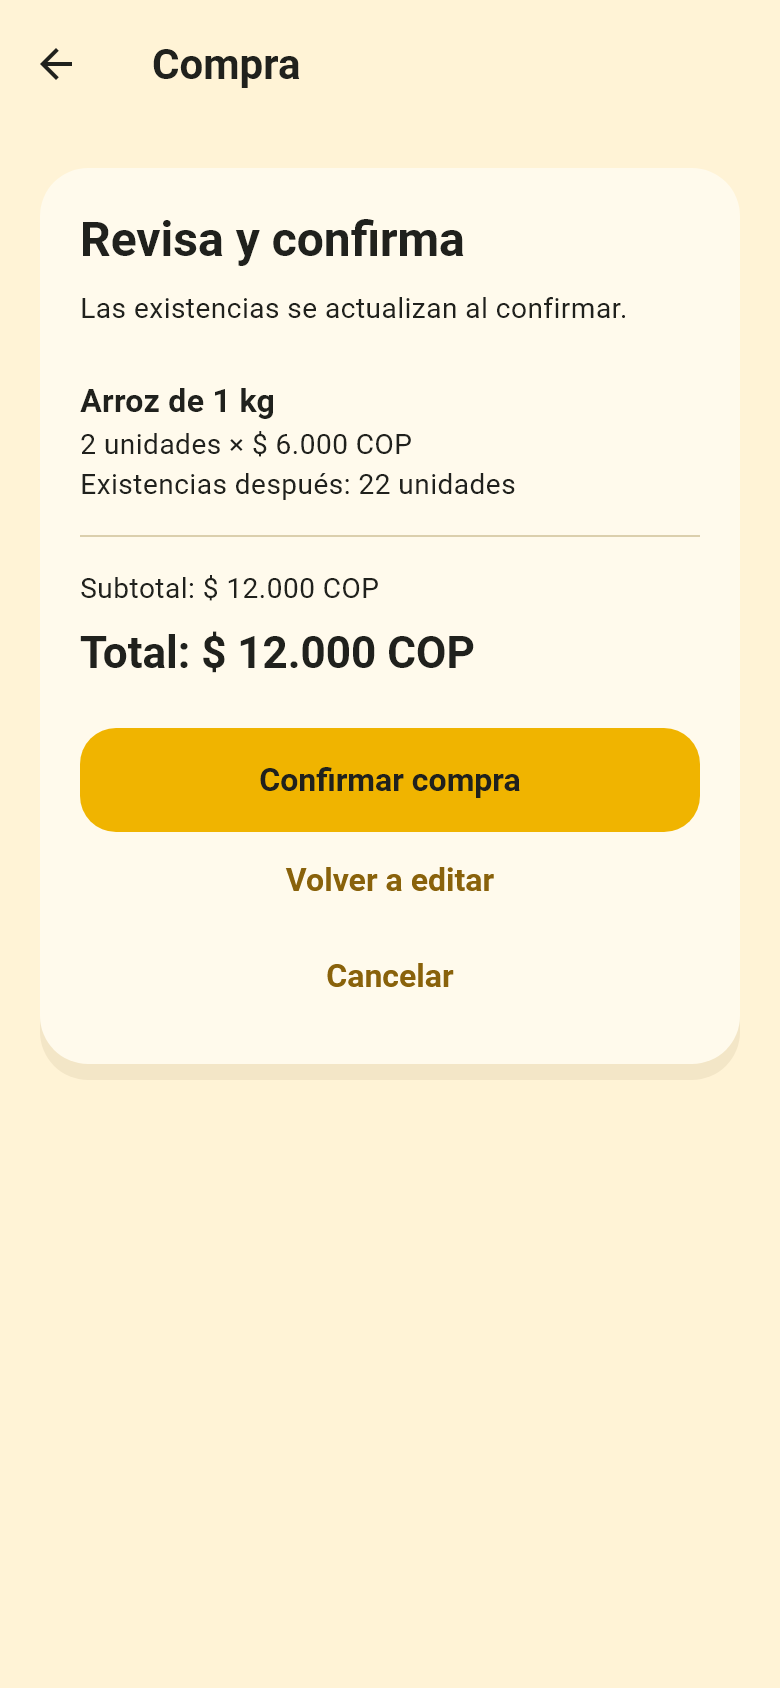 Compra
Revisa y confirma
Las existencias se actualizan al confirmar.
Arroz de 1 kg
2 unidades × $ 6.000 COP
Existencias después: 22 unidades
Subtotal: $ 12.000 COP
Total: $ 12.000 COP
Confirmar compra
Volver a editar
Cancelar